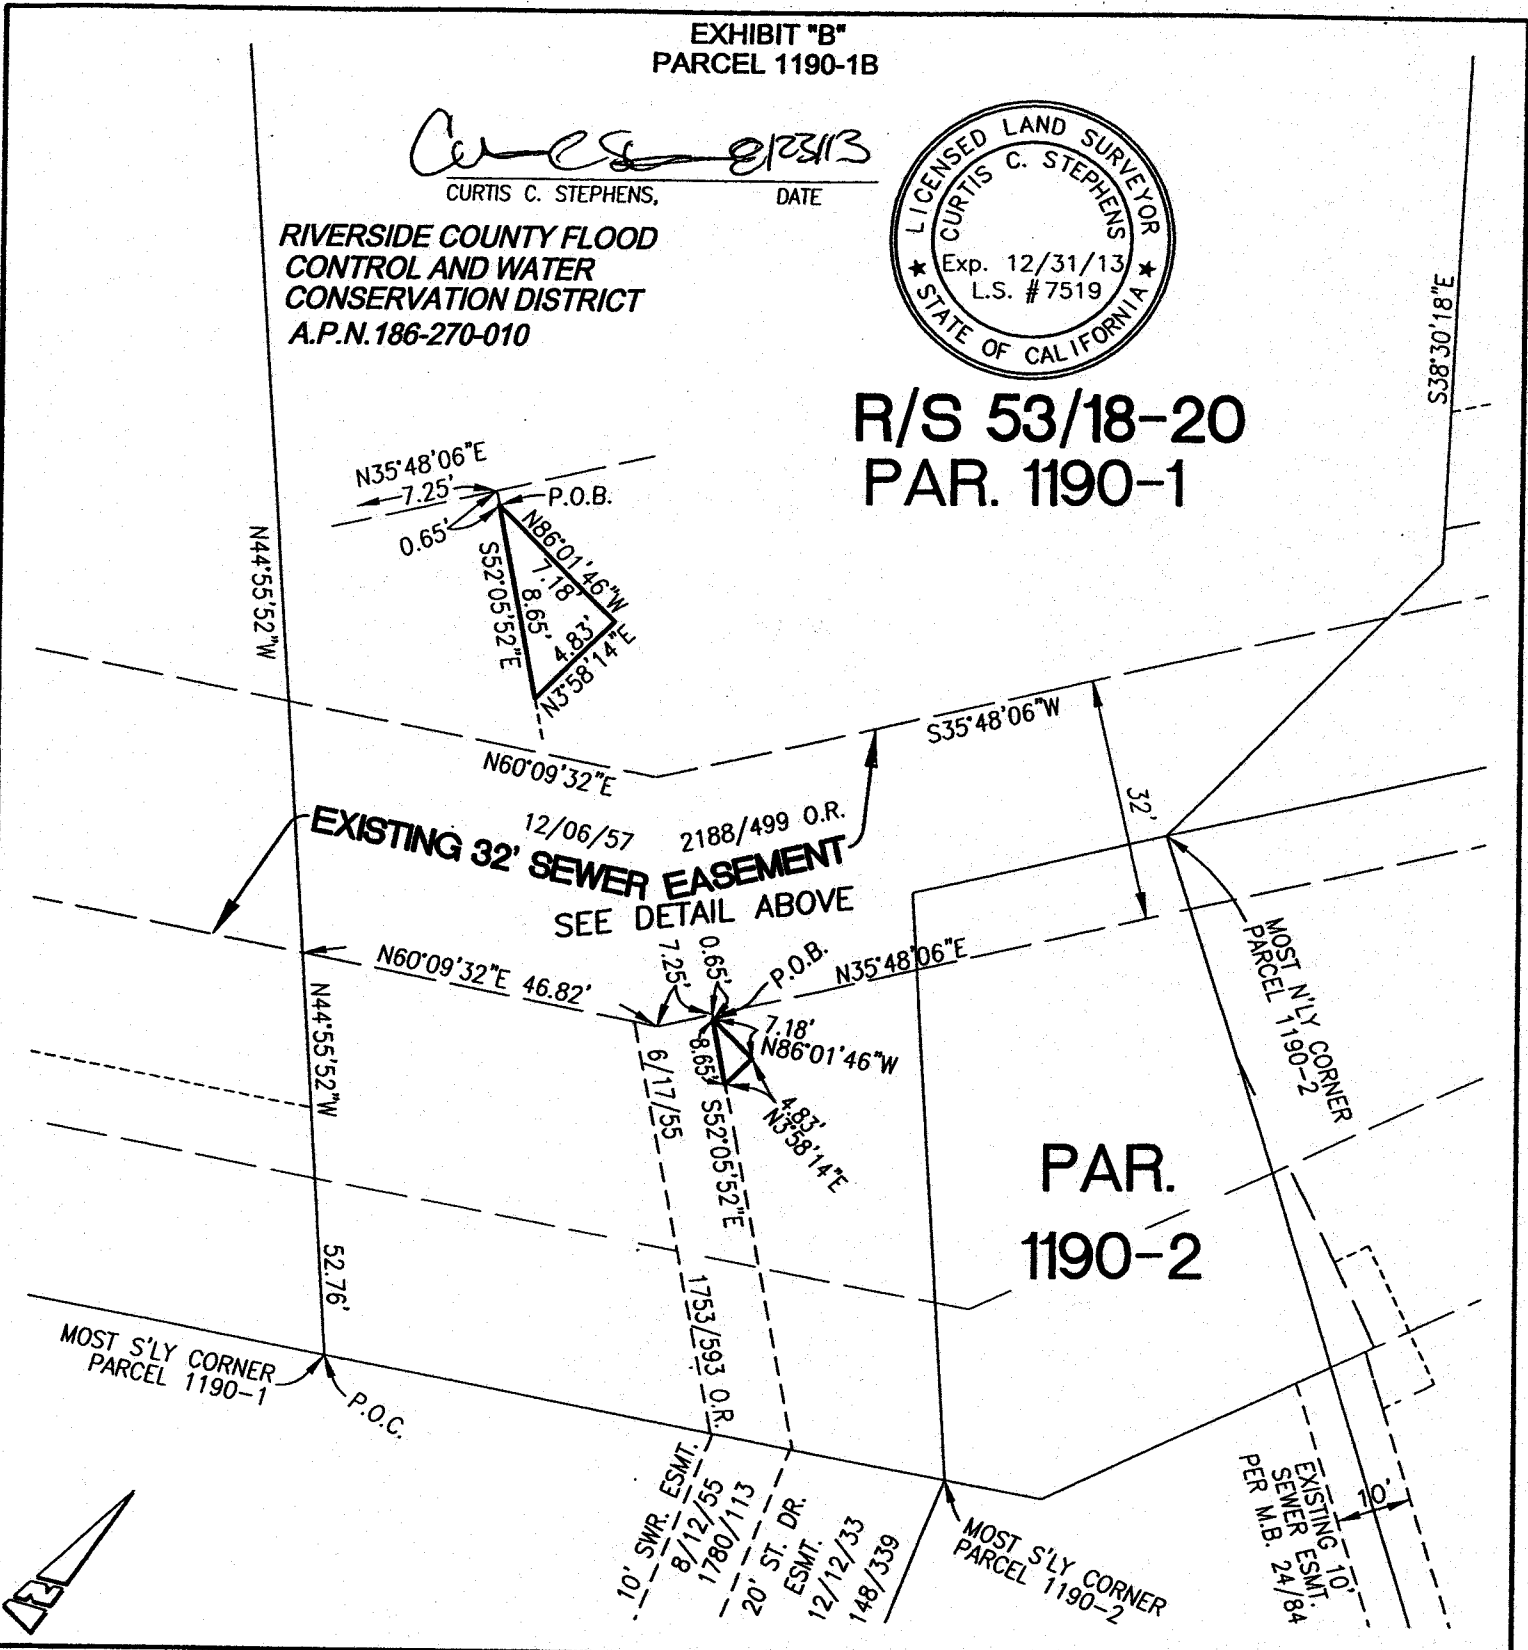 EXHIBIT "B"
PARCEL 1190-1B
8/23/13
CURTIS C. STEPHENS,
DATE
LICENSED LAND SURVEYOR
CURTIS C. STEPHENS
Exp. 12/31/13
L.S. #7519
★ STATE OF CALIFORNIA ★
RIVERSIDE COUNTY FLOOD
CONTROL AND WATER
CONSERVATION DISTRICT
A.P.N. 186-270-010
R/S 53/18-20
PAR. 1190-1
S38°30'18"E
N35°48'06"E
7.25'
P.O.B.
0.65'
N86°01'46"W
7.18'
S52°05'52"E
8.65'
4.83'
N3°58'14"E
N44°55'52"W
N60°09'32"E
S35°48'06"W
32'
12/06/57
2188/499 O.R.
EXISTING 32' SEWER EASEMENT
SEE DETAIL ABOVE
N60°09'32"E 46.82'
7.25'
0.65'
P.O.B.
N35°48'06"E
7.18'
N86°01'46"W
8.65'
S52°05'52"E
4.83'
N3°58'14"E
MOST N'LY CORNER
PARCEL 1190-2
N44°55'52"W
52.76'
6/17/55
1753/593 O.R.
PAR.
1190-2
MOST S'LY CORNER
PARCEL 1190-1
P.O.C.
10' SWR. ESMT.
8/12/55
1780/113
20' ST. DR.
ESMT.
12/12/33
148/339
MOST S'LY CORNER
PARCEL 1190-2
EXISTING 10'
SEWER ESMT.
PER M.B. 24/84
10'
N